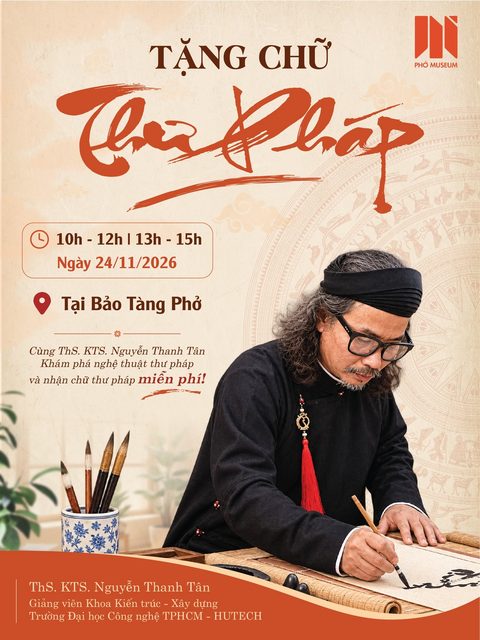 PHỞ MUSEUM
TẶNG CHỮ
Thư Pháp
10h - 12h | 13h - 15h
Ngày 24/11/2026
Tại Bảo Tàng Phở
Cùng ThS. KTS. Nguyễn Thanh Tân
Khám phá nghệ thuật thư pháp
và nhận chữ thư pháp miễn phí!
ThS. KTS. Nguyễn Thanh Tân
Giảng viên Khoa Kiến trúc - Xây dựng
Trường Đại học Công nghệ TPHCM - HUTECH